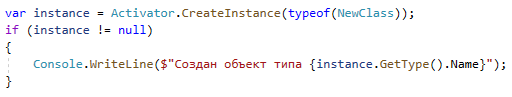 var instance = Activator.CreateInstance(typeof(NewClass));
if (instance != null)
{
    Console.WriteLine($"Создан объект типа {instance.GetType().Name}");
}